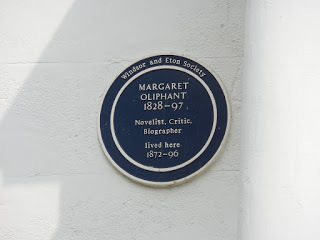 Windsor and Eton Society
MARGARET
OLIPHANT
1828-97
Novelist, Critic,
Biographer
lived here
1872-96